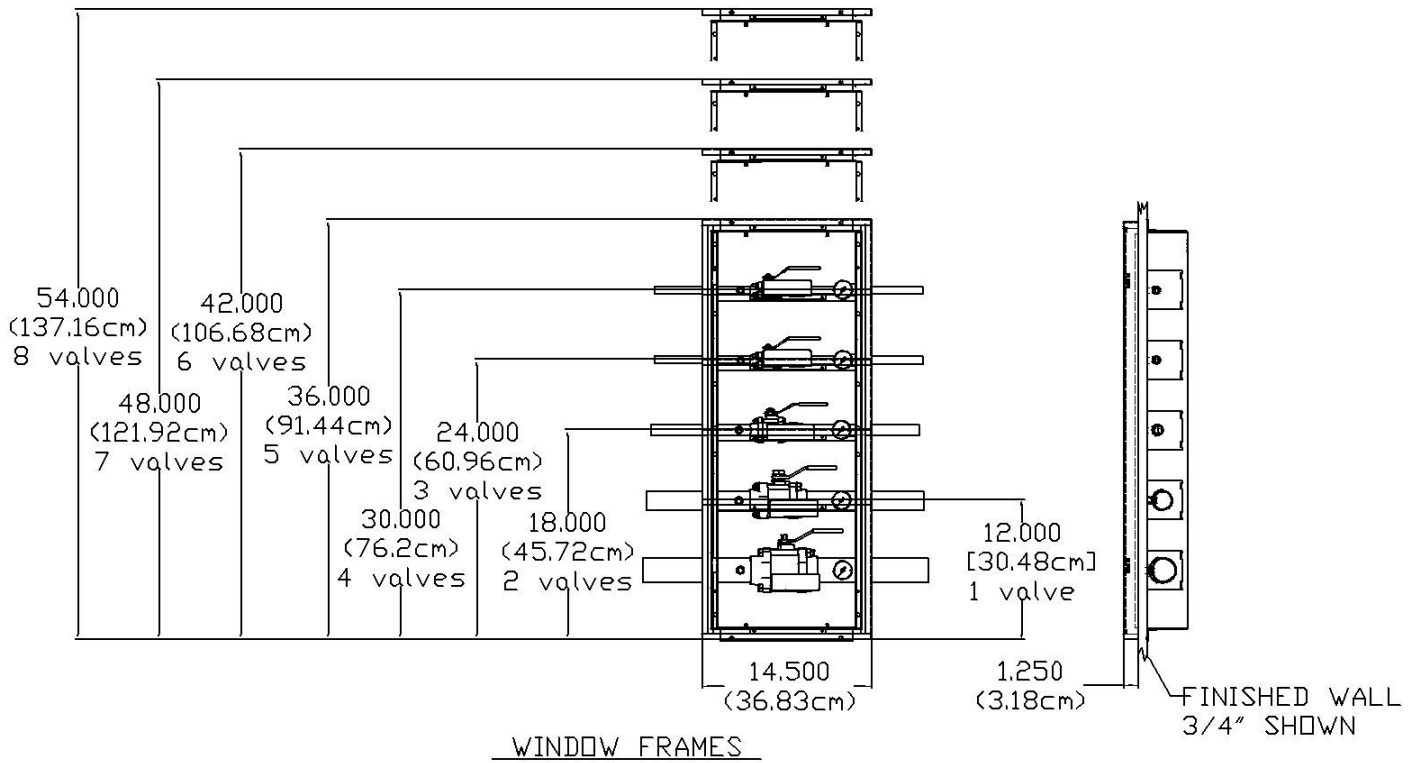 54.000
(137.16cm)
8 valves
48.000
(121.92cm)
7 valves
42.000
(106.68cm)
6 valves
36.000
(91.44cm)
5 valves
30.000
(76.2cm)
4 valves
24.000
(60.96cm)
3 valves
18.000
(45.72cm)
2 valves
12.000
[30.48cm]
1 valve
14.500
(36.83cm)
1.250
(3.18cm)
FINISHED WALL
3/4" SHOWN
WINDOW FRAMES